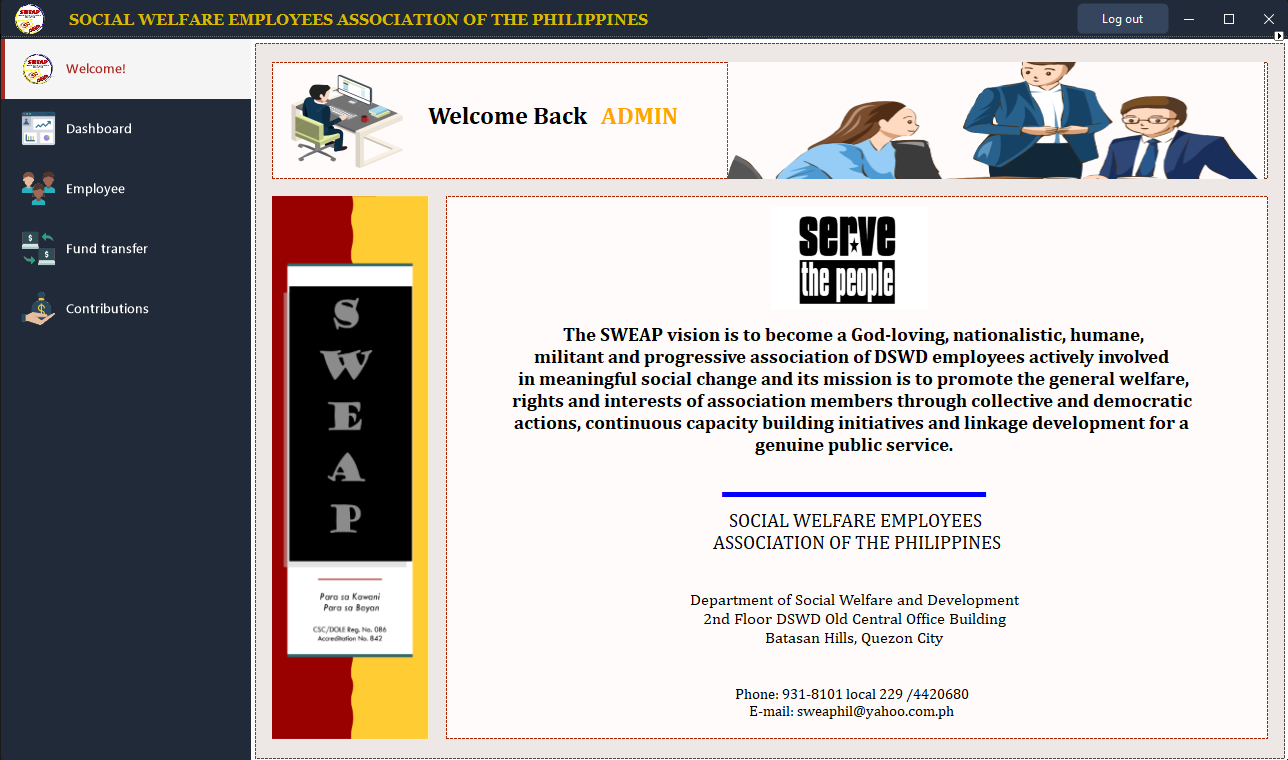 SOCIAL WELFARE EMPLOYEES ASSOCIATION OF THE PHILIPPINES
Log out
SWEAP
Welcome!
Dashboard
Employee
Fund transfer
Contributions
Welcome Back ADMIN
S
W
E
A
P
Para sa Kawani
Para sa Bayan
CSC/DOLE Reg. No. 086
Accreditation No. 842
serve
the people
The SWEAP vision is to become a God-loving, nationalistic, humane,
militant and progressive association of DSWD employees actively involved
in meaningful social change and its mission is to promote the general welfare,
rights and interests of association members through collective and democratic
actions, continuous capacity building initiatives and linkage development for a
genuine public service.
SOCIAL WELFARE EMPLOYEES
ASSOCIATION OF THE PHILIPPINES
Department of Social Welfare and Development
2nd Floor DSWD Old Central Office Building
Batasan Hills, Quezon City
Phone: 931-8101 local 229 /4420680
E-mail: sweaphil@yahoo.com.ph